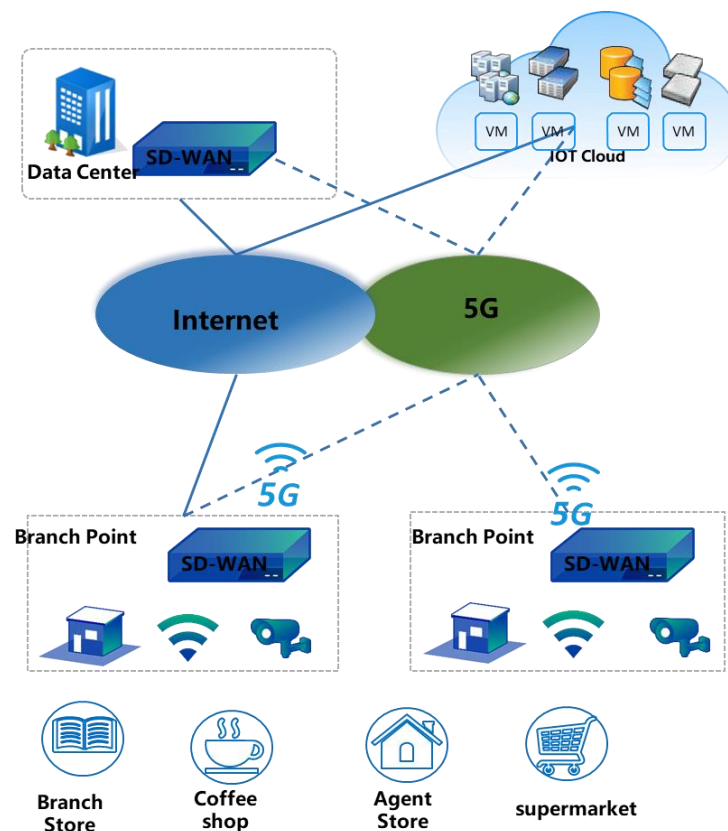 SD-WAN
Data Center
VM VM VM VM
IOT Cloud
Internet
5G
5G
5G
Branch Point
SD-WAN
Branch Point
SD-WAN
Branch
Store
Coffee
shop
Agent
Store
supermarket